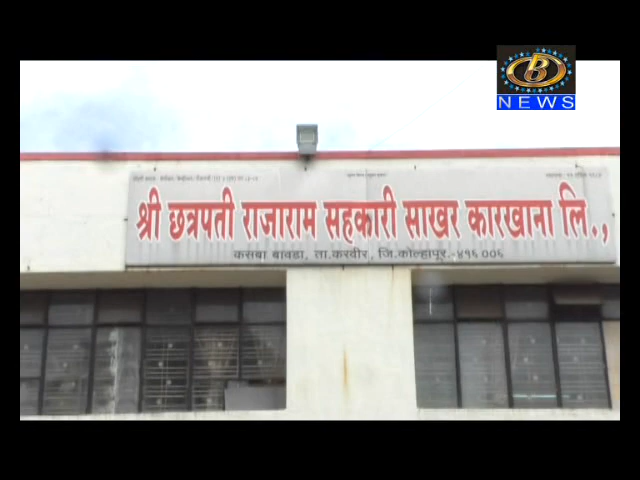 B
NEWS
श्री छत्रपती राजाराम सहकारी साखर कारखाना लि.,
कसबा बावडा, ता.करवीर, जि.कोल्हापूर.-४१६ ००६